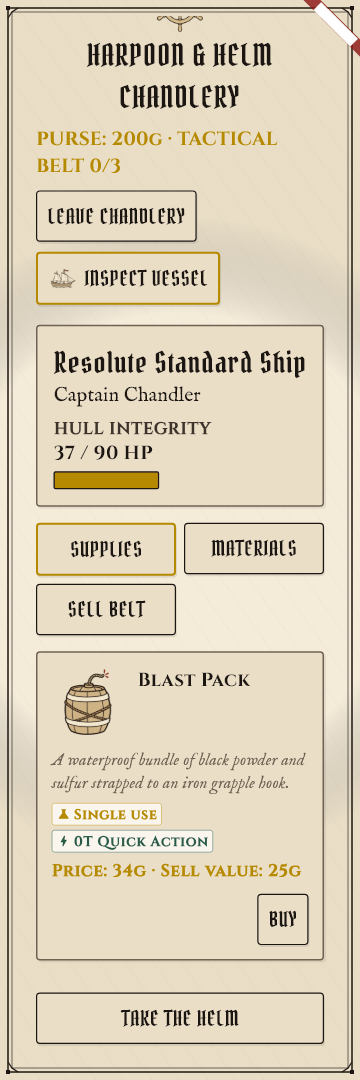 HARPOON & HELM
CHANDLERY
PURSE: 200G · TACTICAL
BELT 0/3
LEAVE CHANDLERY
INSPECT VESSEL
Resolute Standard Ship
Captain Chandler
HULL INTEGRITY
37 / 90 HP
SUPPLIES
MATERIALS
SELL BELT
Blast Pack
A waterproof bundle of black powder and
sulfur strapped to an iron grapple hook.
Single use
0T Quick Action
Price: 34g · Sell value: 25g
BUY
TAKE THE HELM